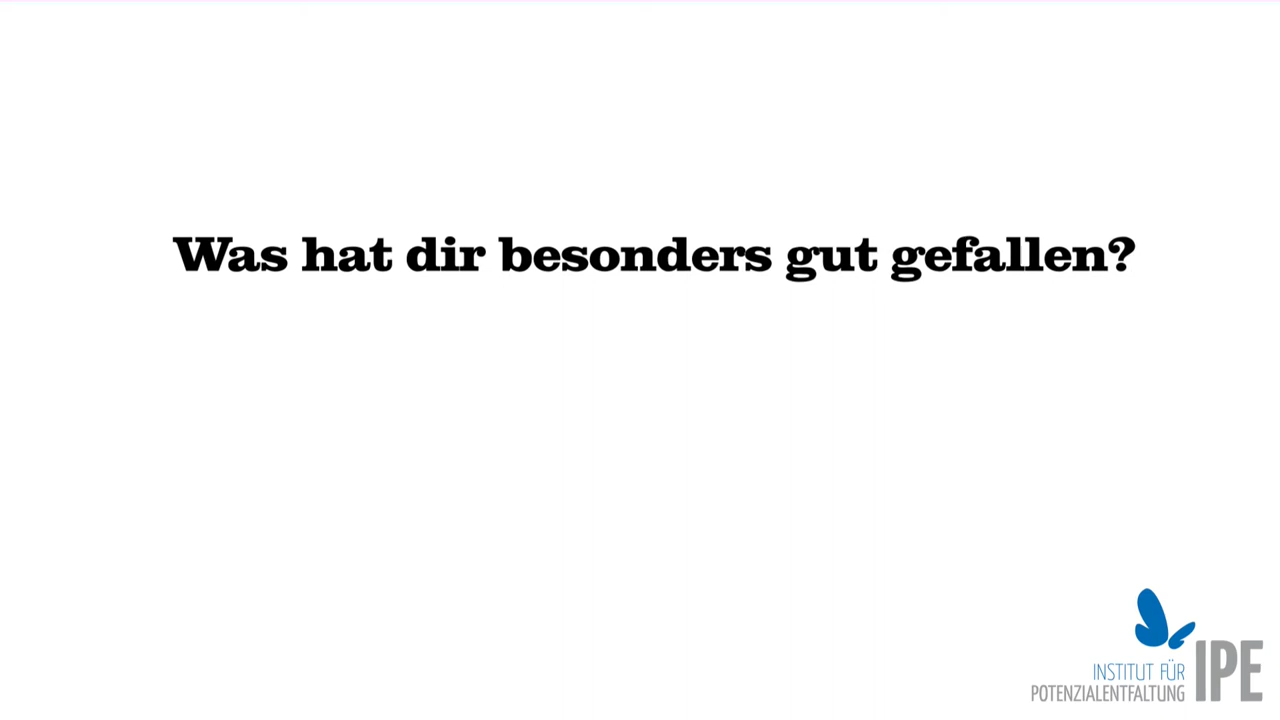 Was hat dir besonders gut gefallen?
INSTITUT FÜR
POTENZIALENTFALTUNG
IPE